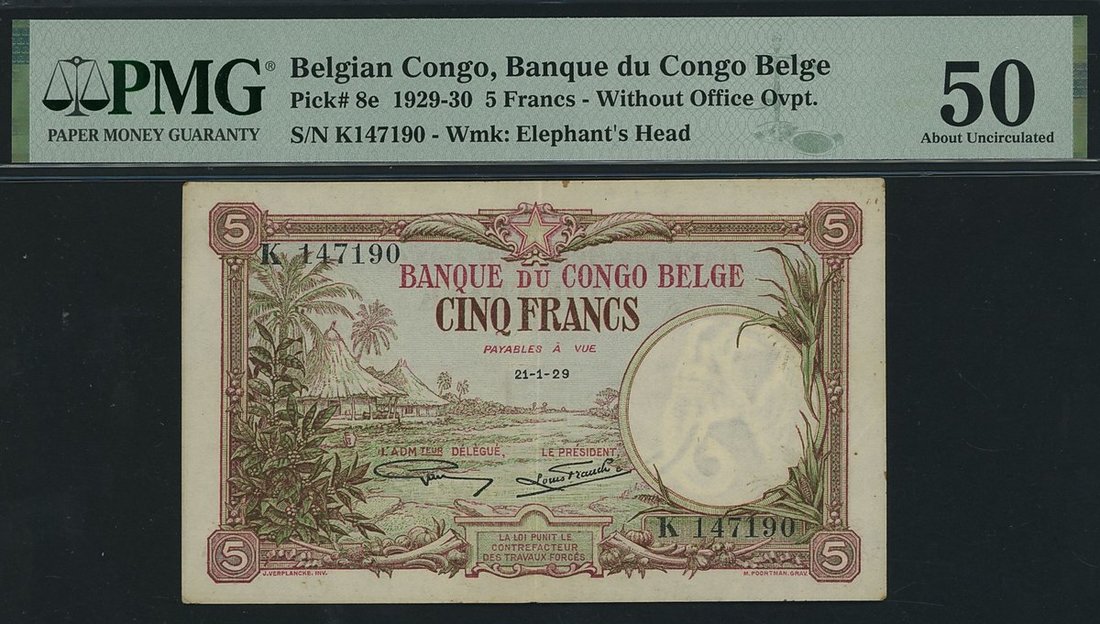 PMG®
PAPER MONEY GUARANTY
Belgian Congo, Banque du Congo Belge
Pick# 8e 1929-30 5 Francs - Without Office Ovpt.
S/N K147190 - Wmk: Elephant's Head
50
About Uncirculated
5
5
K 147190
BANQUE DU CONGO BELGE
CINQ FRANCS
PAYABLES À VUE
21-1-29
L'ADMTEUR DÉLÉGUÉ,
LE PRESIDENT,
Louis Franck
K 147190
LA LOI PUNIT LE
CONTREFACTEUR
DES TRAVAUX FORCÉS
5
5
J. VERPLANCKE. INV.
M. POORTMAN. GRAV.